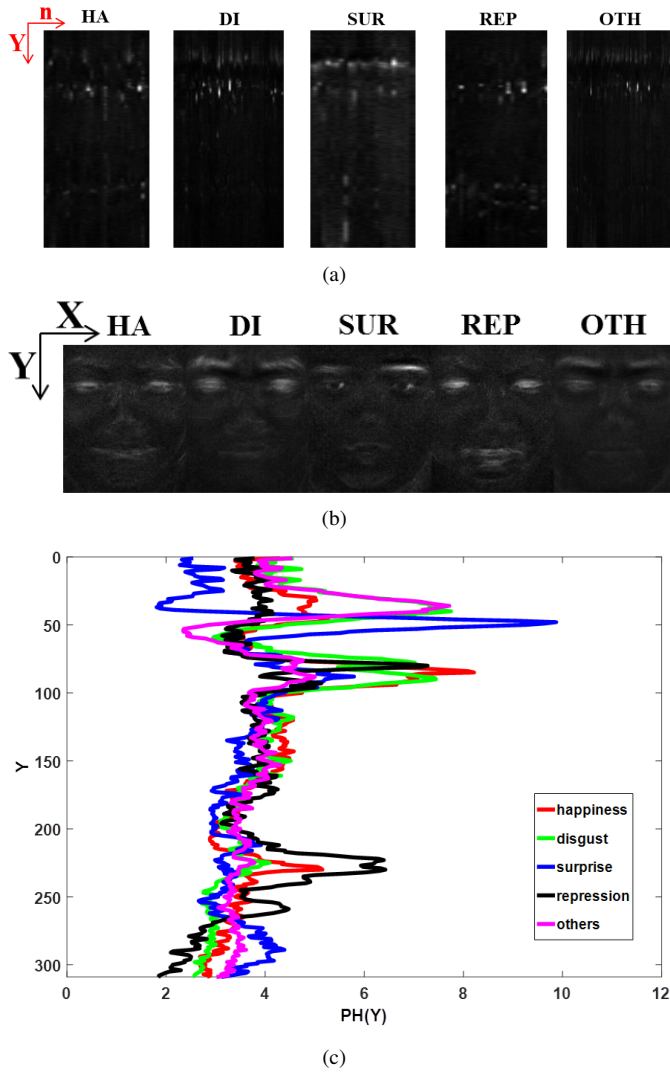 n HA DI SUR REP OTH
Y
(a)
X HA DI SUR REP OTH
Y
(b)
0
50
100
150
200
250
300
Y
happiness
disgust
surprise
repression
others
0 2 4 6 8 10 12
PH(Y)
(c)